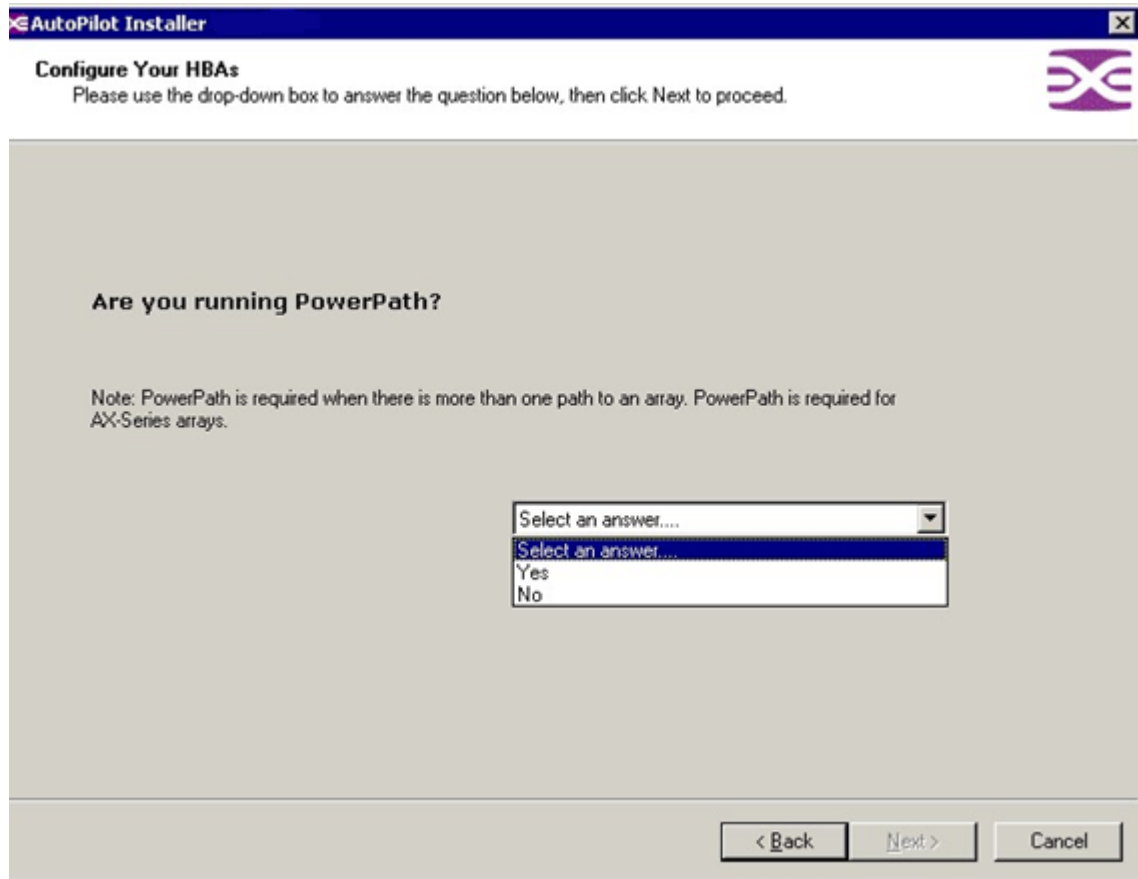 AutoPilot Installer
Configure Your HBAs
Please use the drop-down box to answer the question below, then click Next to proceed.
Are you running PowerPath?
Note: PowerPath is required when there is more than one path to an array. PowerPath is required for
AX-Series arrays.
Select an answer....
Select an answer....
Yes
No
< Back
Next >
Cancel